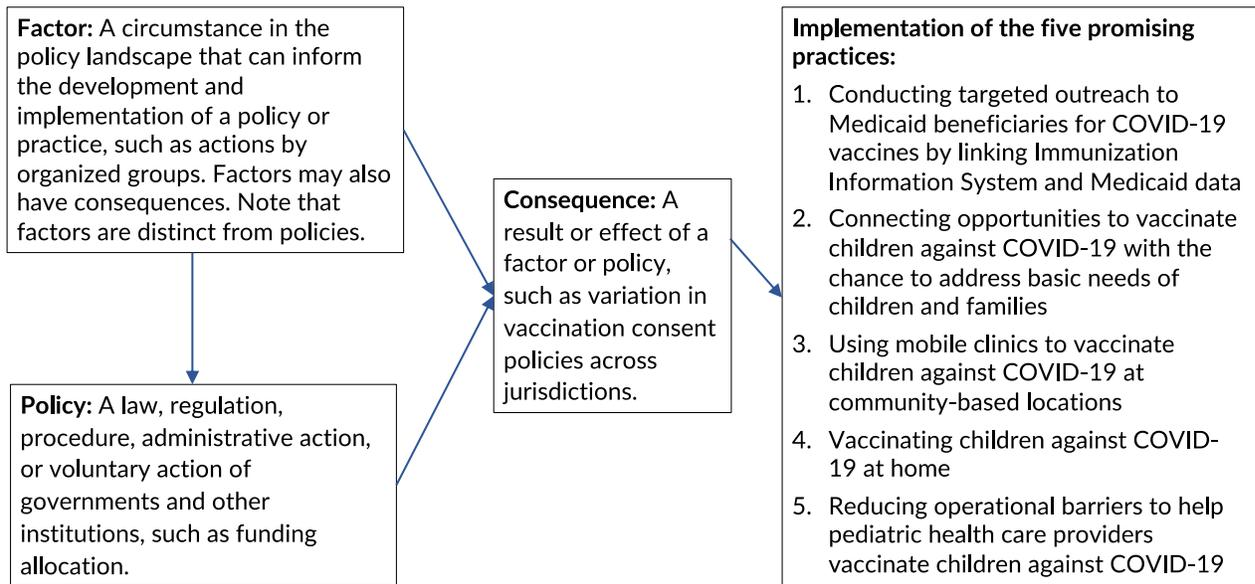 Factor: A circumstance in the
policy landscape that can inform
the development and
implementation of a policy or
practice, such as actions by
organized groups. Factors may also
have consequences. Note that
factors are distinct from policies.
Policy: A law, regulation,
procedure, administrative action,
or voluntary action of
governments and other
institutions, such as funding
allocation.
Consequence: A
result or effect of a
factor or policy,
such as variation in
vaccination consent
policies across
jurisdictions.
Implementation of the five promising
practices:
1. Conducting targeted outreach to
Medicaid beneficiaries for COVID-19
vaccines by linking Immunization
Information System and Medicaid data
2. Connecting opportunities to vaccinate
children against COVID-19 with the
chance to address basic needs of
children and families
3. Using mobile clinics to vaccinate
children against COVID-19 at
community-based locations
4. Vaccinating children against COVID-
19 at home
5. Reducing operational barriers to help
pediatric health care providers
vaccinate children against COVID-19